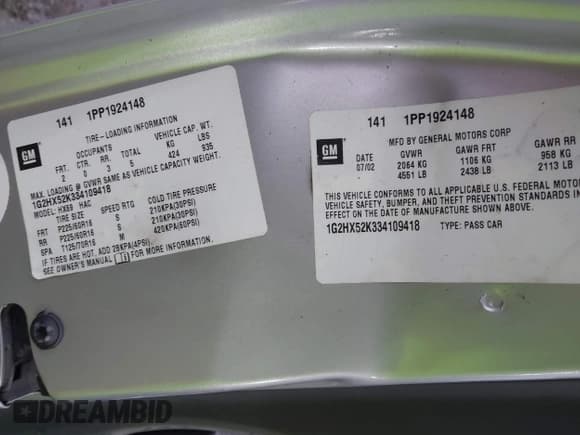 141 1PP1924148
GM TIRE-LOADING INFORMATION
OCCUPANTS VEHICLE CAP. WT.
FRT. CTR. RR. TOTAL KG LBS
2 0 3 5 424 935
MAX. LOADING @ GVWR SAME AS VEHICLE CAPACITY WEIGHT.
1G2HX52K334109418
MODEL: HX69 HAC
TIRE SIZE SPEED RTG COLD TIRE PRESSURE
FRT P225/60R16 S 210KPA(30PSI)
RR P225/60R16 S 210KPA(30PSI)
SPA T125/70R16 M 420KPA(60PSI)
IF TIRES ARE HOT, ADD 28KPA(4PSI)
SEE OWNER'S MANUAL FOR MORE INFORMATION.
141 1PP1924148
GM MFD BY GENERAL MOTORS CORP
DATE GVWR GAWR FRT GAWR RR
07/02 2064 KG 1106 KG 958 KG
4551 LB 2438 LB 2113 LB
THIS VEHICLE CONFORMS TO ALL APPLICABLE U.S. FEDERAL MOTOR
VEHICLE SAFETY, BUMPER, AND THEFT PREVENTION STANDARDS IN
EFFECT ON THE DATE OF MANUFACTURE SHOWN ABOVE.
1G2HX52K334109418 TYPE: PASS CAR
DREAMBID